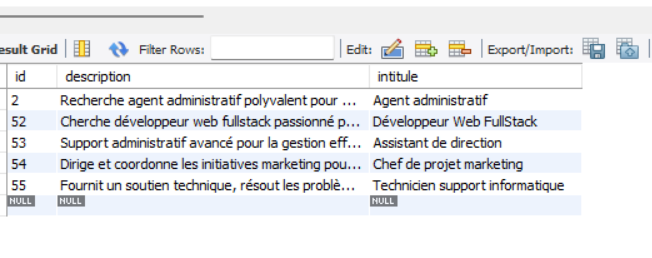 esult Grid Filter Rows: Edit: Export/Import:
id description intitule
2 Recherche agent administratif polyvalent pour ... Agent administratif
52 Cherche développeur web fullstack passionné p... Développeur Web FullStack
53 Support administratif avancé pour la gestion eff... Assistant de direction
54 Dirige et coordonne les initiatives marketing pou... Chef de projet marketing
55 Fournit un soutien technique, résout les problè... Technicien support informatique
NULL NULL NULL